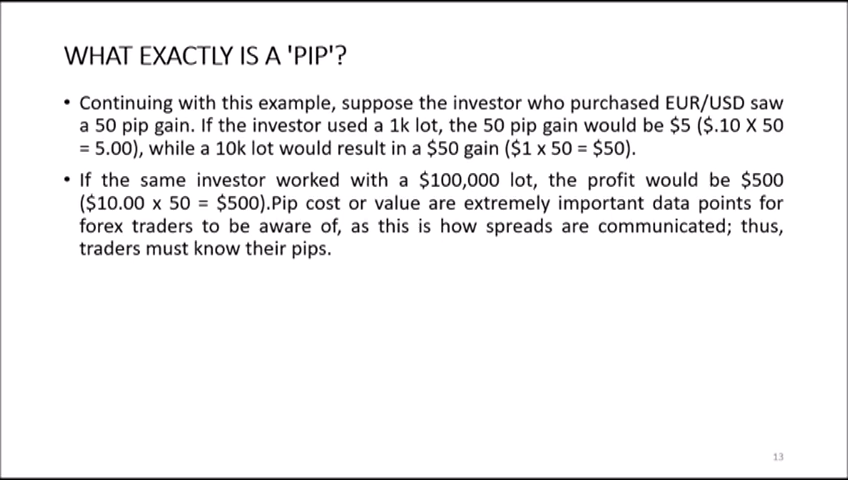 WHAT EXACTLY IS A 'PIP'?
• Continuing with this example, suppose the investor who purchased EUR/USD saw
a 50 pip gain. If the investor used a 1k lot, the 50 pip gain would be $5 ($.10 X 50
= 5.00), while a 10k lot would result in a $50 gain ($1 x 50 = $50).
• If the same investor worked with a $100,000 lot, the profit would be $500
($10.00 x 50 = $500).Pip cost or value are extremely important data points for
forex traders to be aware of, as this is how spreads are communicated; thus,
traders must know their pips.
13